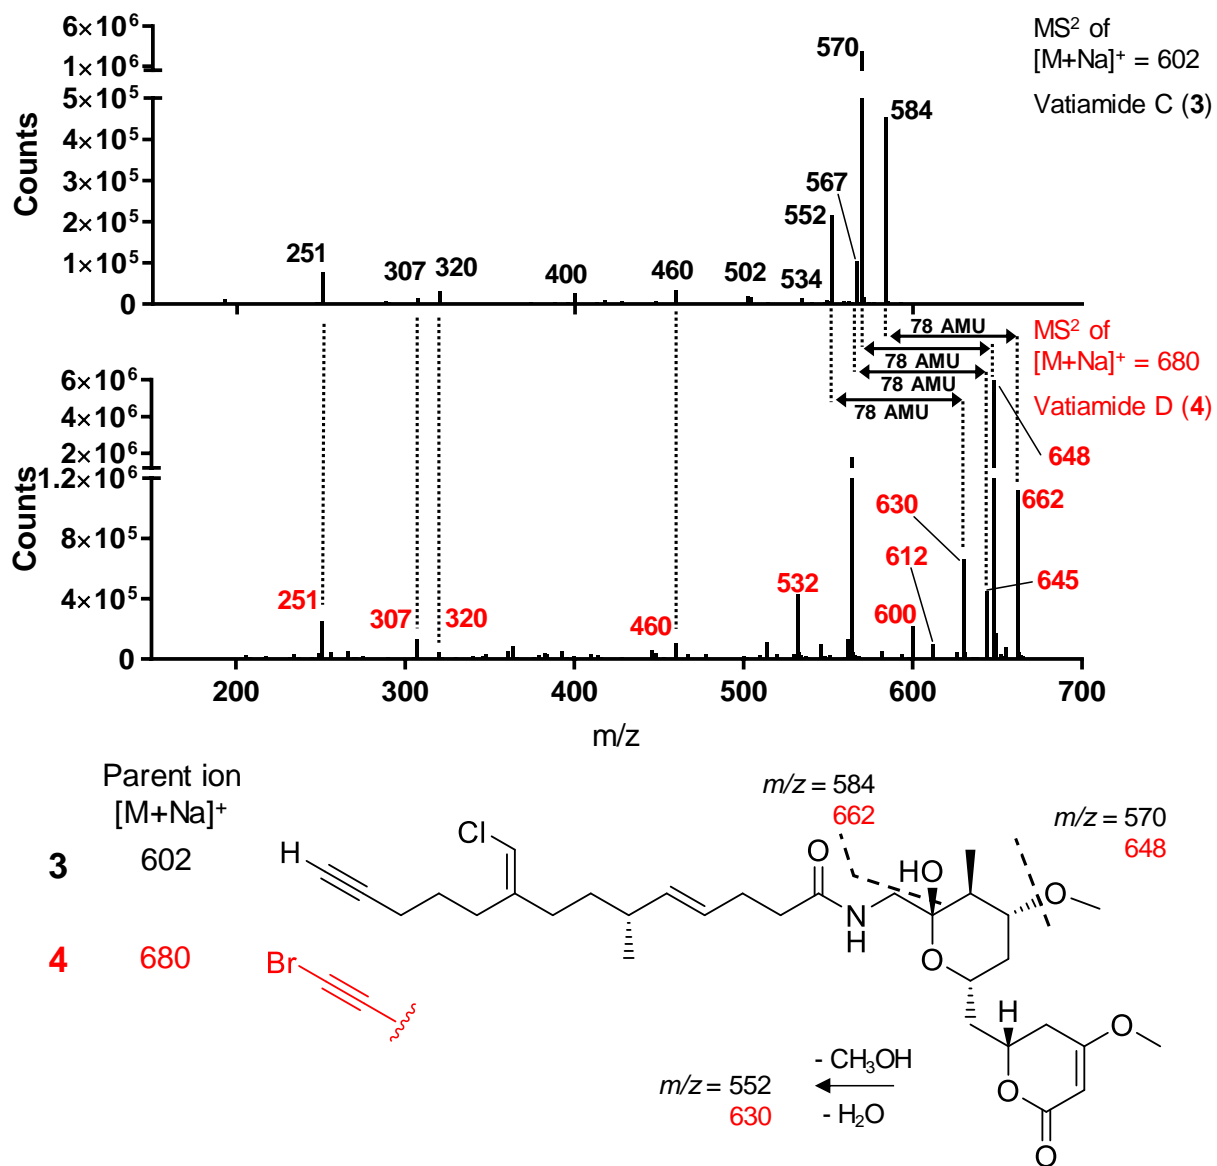 6×10⁶
1×10⁶
5×10⁵
4×10⁵
3×10⁵
2×10⁵
1×10⁵
0
Counts
251
307
320
400
460
502
534
552
567
570
584
MS² of
[M+Na]⁺ = 602
Vatiamide C (3)
78 AMU
78 AMU
78 AMU
78 AMU
MS² of
[M+Na]⁺ = 680
Vatiamide D (4)
6×10⁶
4×10⁶
2×10⁶
1.2×10⁶
8×10⁵
4×10⁵
0
Counts
251
307
320
460
532
600
612
630
645
648
662
200
300
400
500
600
700
m/z
Parent ion
[M+Na]⁺
3
602
4
680
H
Cl
O
N
H
HO
O
O
H
O
O
O
Br
m/z = 584
662
m/z = 570
648
m/z = 552
630
- CH₃OH
- H₂O